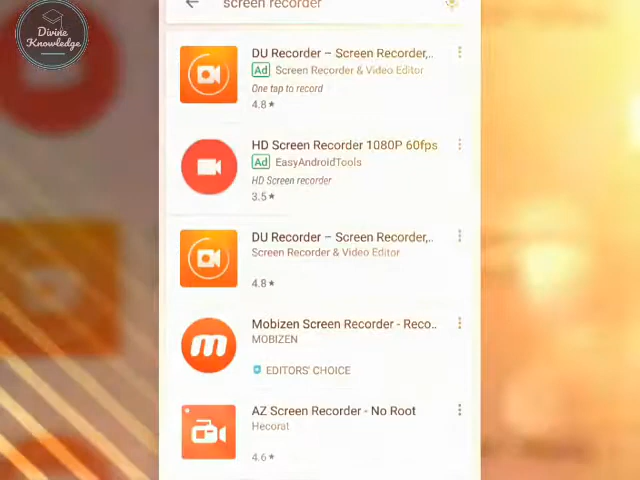 Divine
Knowledge
screen recorder
DU Recorder – Screen Recorder,..
Ad Screen Recorder & Video Editor
One tap to record
4.8★
HD Screen Recorder 1080P 60fps
Ad EasyAndroidTools
HD Screen recorder
3.5★
DU Recorder – Screen Recorder,..
Screen Recorder & Video Editor
4.8★
Mobizen Screen Recorder - Reco..
MOBIZEN
EDITORS' CHOICE
AZ Screen Recorder - No Root
Hecorat
4.6★